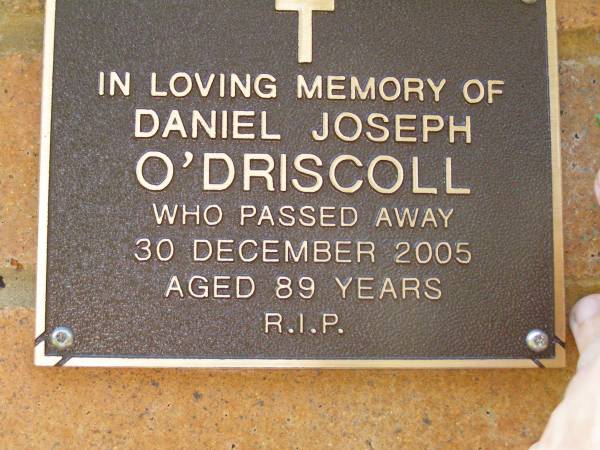 IN LOVING MEMORY OF
DANIEL JOSEPH
O'DRISCOLL
WHO PASSED AWAY
30 DECEMBER 2005
AGED 89 YEARS
R.I.P.